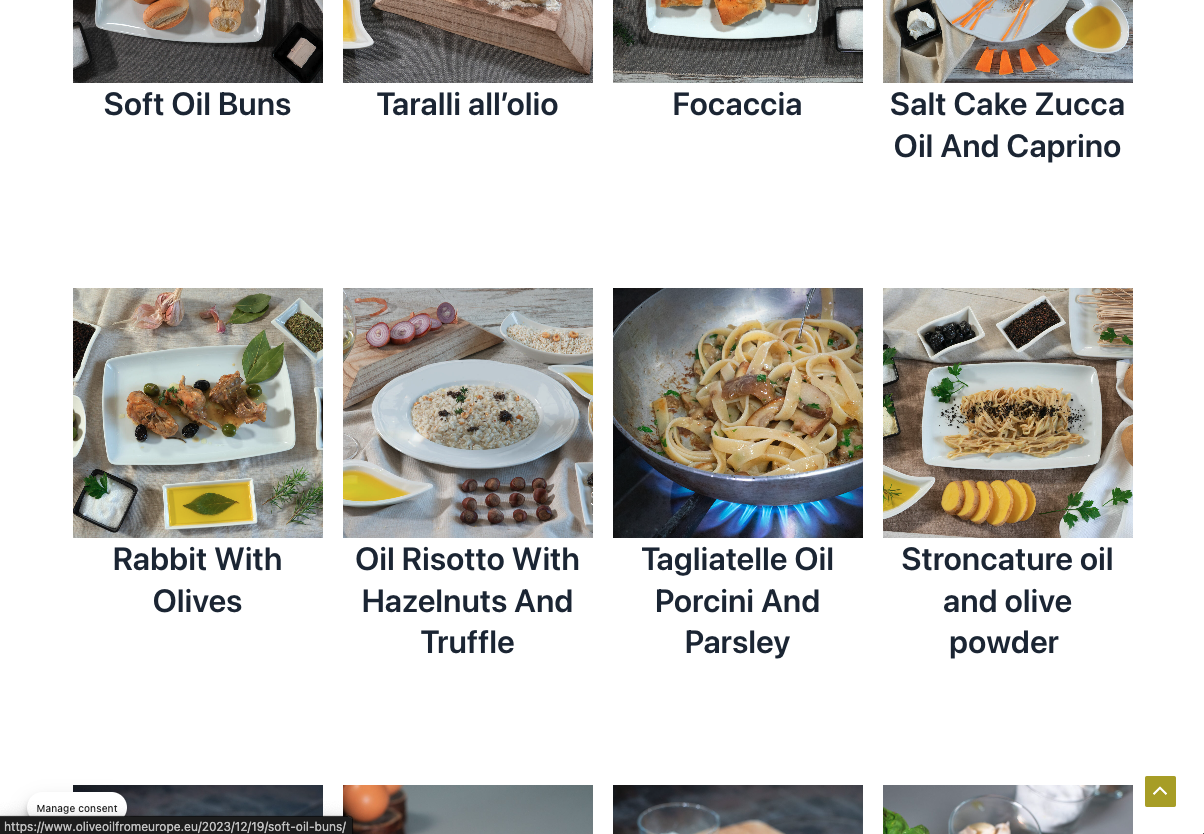 Soft Oil Buns
Taralli all’olio
Focaccia
Salt Cake Zucca
Oil And Caprino
Rabbit With
Olives
Oil Risotto With
Hazelnuts And
Truffle
Tagliatelle Oil
Porcini And
Parsley
Stroncature oil
and olive
powder
Manage consent
https://www.oliveoilfromeurope.eu/2023/12/19/soft-oil-buns/